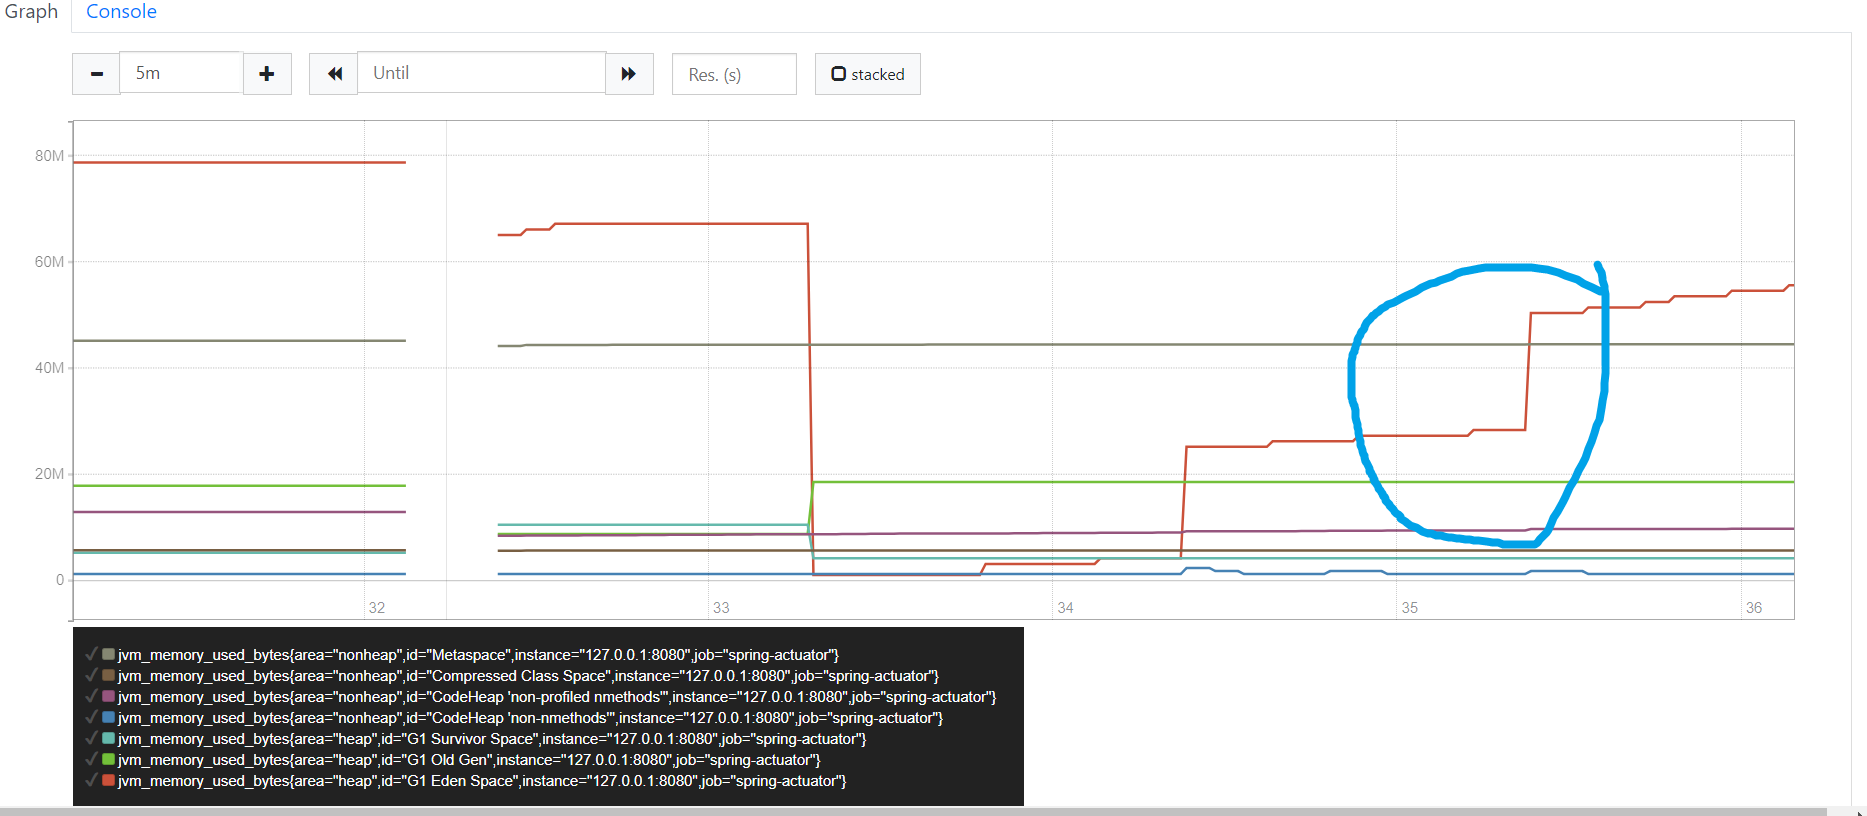 Graph Console
5m Until Res. (s) stacked
80M
60M
40M
20M
0
32 33 34 35 36
jvm_memory_used_bytes{area="nonheap",id="Metaspace",instance="127.0.0.1:8080",job="spring-actuator"}
jvm_memory_used_bytes{area="nonheap",id="Compressed Class Space",instance="127.0.0.1:8080",job="spring-actuator"}
jvm_memory_used_bytes{area="nonheap",id="CodeHeap 'non-profiled nmethods'",instance="127.0.0.1:8080",job="spring-actuator"}
jvm_memory_used_bytes{area="nonheap",id="CodeHeap 'non-nmethods'",instance="127.0.0.1:8080",job="spring-actuator"}
jvm_memory_used_bytes{area="heap",id="G1 Survivor Space",instance="127.0.0.1:8080",job="spring-actuator"}
jvm_memory_used_bytes{area="heap",id="G1 Old Gen",instance="127.0.0.1:8080",job="spring-actuator"}
jvm_memory_used_bytes{area="heap",id="G1 Eden Space",instance="127.0.0.1:8080",job="spring-actuator"}